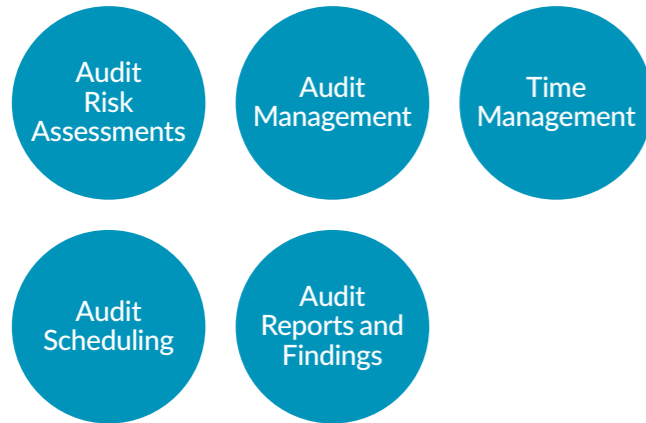 Audit
Risk
Assessments
Audit
Management
Time
Management
Audit
Scheduling
Audit
Reports and
Findings